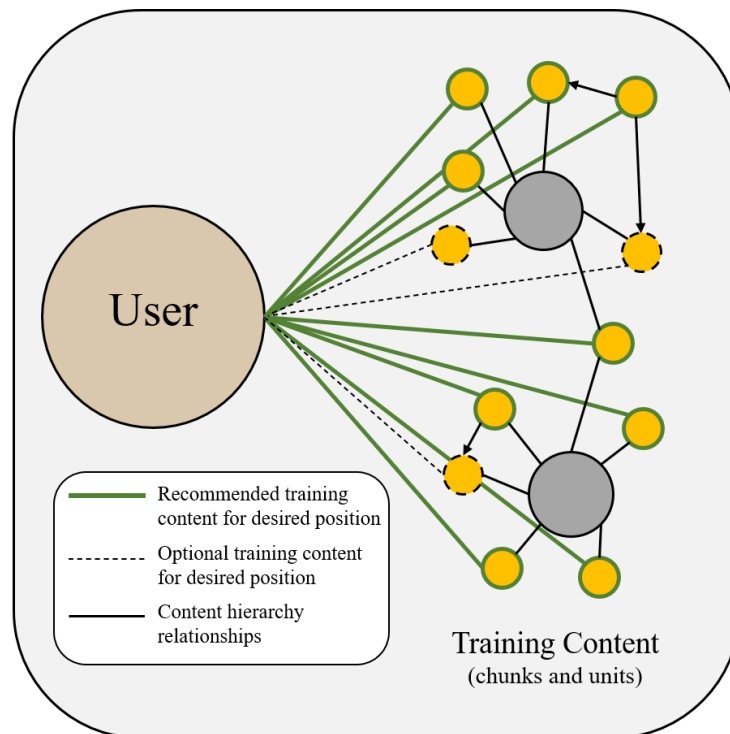 User
Recommended training
content for desired position
Optional training content
for desired position
Content hierarchy
relationships
Training Content
(chunks and units)